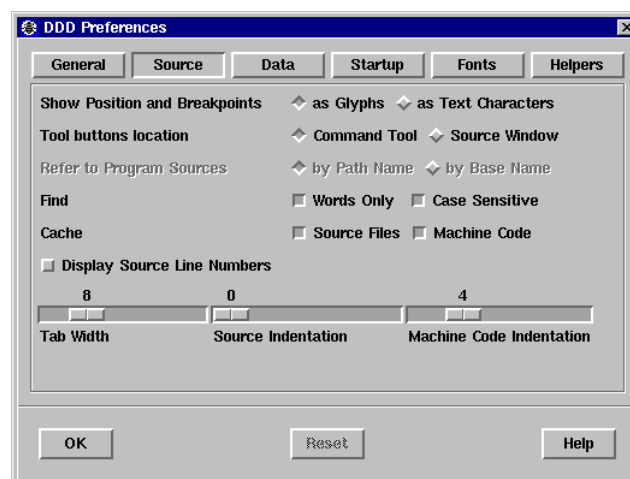 DDD Preferences
General Source Data Startup Fonts Helpers
Show Position and Breakpoints as Glyphs as Text Characters
Tool buttons location Command Tool Source Window
Refer to Program Sources by Path Name by Base Name
Find Words Only Case Sensitive
Cache Source Files Machine Code
Display Source Line Numbers
8 0 4
Tab Width Source Indentation Machine Code Indentation
OK Reset Help